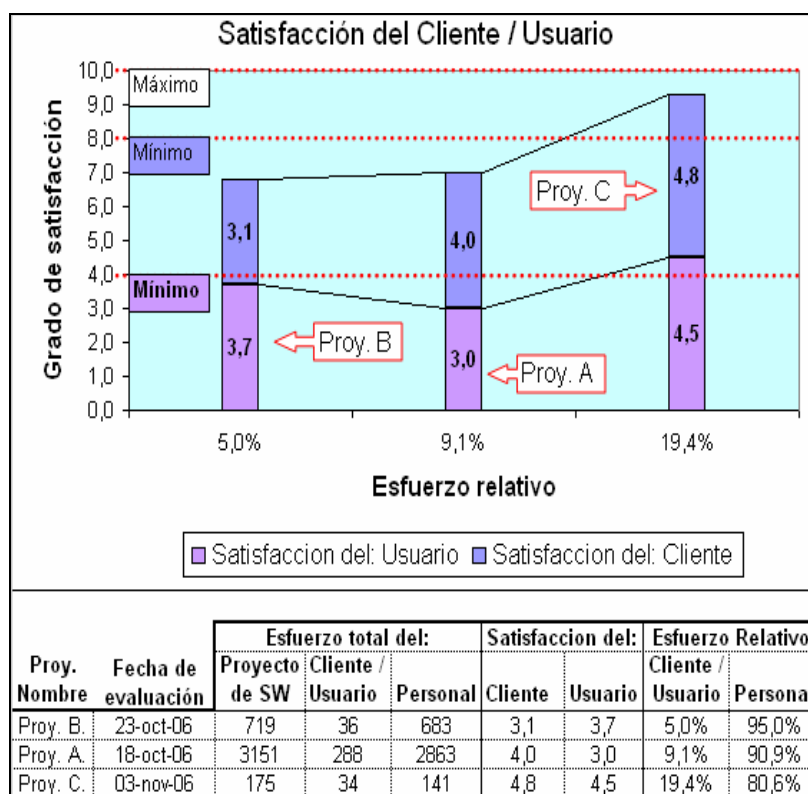 Satisfacción del Cliente / Usuario
Grado de satisfacción
10,0
9,0
8,0
7,0
6,0
5,0
4,0
3,0
2,0
1,0
0,0
Máximo
Mínimo
Mínimo
3,1
3,7
4,0
3,0
4,8
4,5
Proy. C
Proy. B
Proy. A
5,0% 9,1% 19,4%
Esfuerzo relativo
Satisfaccion del: Usuario Satisfaccion del: Cliente
Esfuerzo total del: Satisfaccion del: Esfuerzo Relativo
Proy. Fecha de Proyecto Cliente / Cliente /
Nombre evaluación de SW Usuario Personal Cliente Usuario Usuario Persona
Proy. B. 23-oct-06 719 36 683 3,1 3,7 5,0% 95,0%
Proy. A. 18-oct-06 3151 288 2863 4,0 3,0 9,1% 90,9%
Proy. C. 03-nov-06 175 34 141 4,8 4,5 19,4% 80,6%